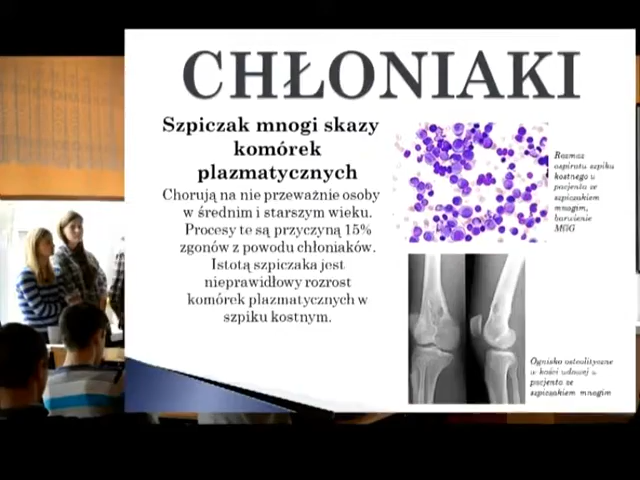 CHŁONIAKI
Szpiczak mnogi skazy
komórek
plazmatycznych
Chorują na nie przeważnie osoby
w średnim i starszym wieku.
Procesy te są przyczyną 15%
zgonów z powodu chłoniaków.
Istotą szpiczaka jest
nieprawidłowy rozrost
komórek plazmatycznych w
szpiku kostnym.
Rozmaz
aspiratu szpiku
kostnego u
pacjenta ze
szpiczakiem
mnogim,
barwienie
MGG
Ognisko osteolityczne
w kości udowej u
pacjenta ze
szpiczakiem mnogim